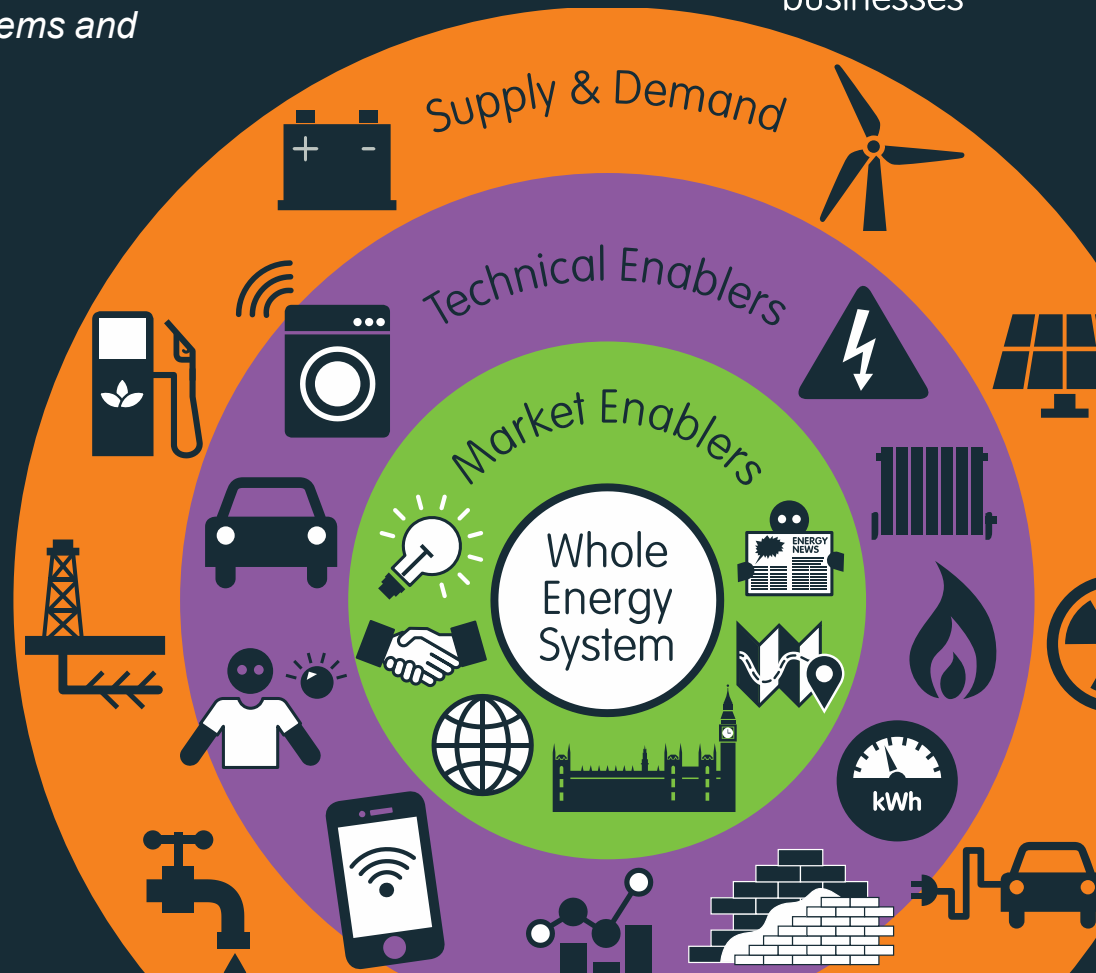 ems and
businesses
Supply & Demand
+ -
Technical Enablers
Market Enablers
Whole
Energy
System
ENERGY
NEWS
kWh